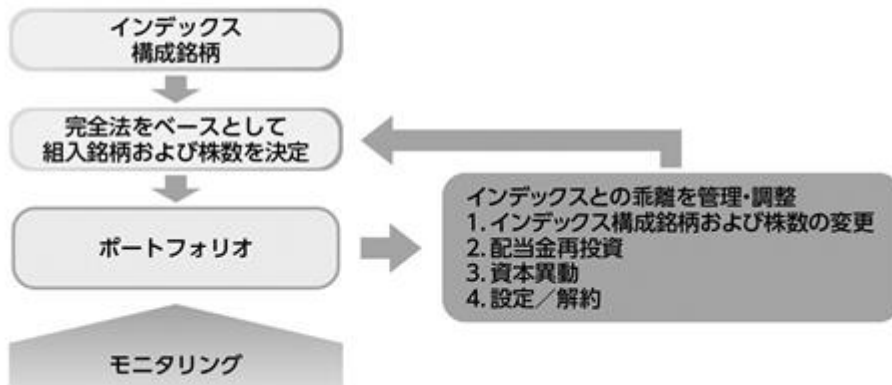 インデックス
構成銘柄
完全法をベースとして
組入銘柄および株数を決定
ポートフォリオ
インデックスとの乖離を管理・調整
1. インデックス構成銘柄および株数の変更
2. 配当金再投資
3. 資本異動
4. 設定／解約
モニタリング